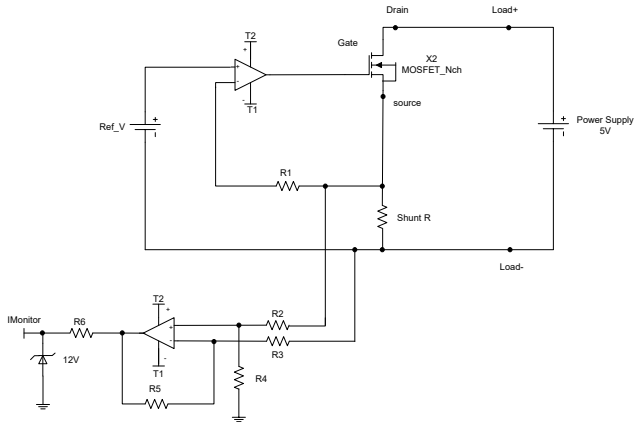 Drain
Load+
T2
+
Gate
X2
MOSFET_Nch
+
-
-
T1
source
Ref_V
+
-
Power Supply
5V
+
-
R1
Shunt R
Load-
IMonitor
R6
T2
+
R2
+
-
R3
12V
T1
-
R4
R5